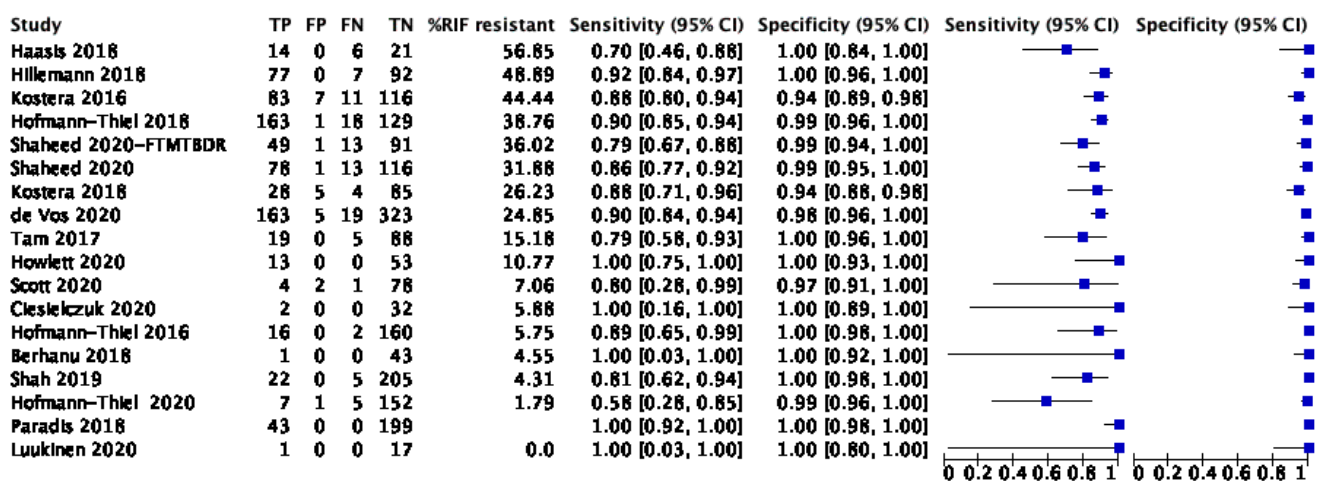 Study TP FP FN TN %RIF resistant Sensitivity (95% CI) Specificity (95% CI) Sensitivity (95% CI) Specificity (95% CI)
Haasis 2018 14 0 6 21 56.85 0.70 [0.46, 0.88] 1.00 [0.84, 1.00]
Hillemann 2018 77 0 7 92 48.89 0.92 [0.84, 0.97] 1.00 [0.96, 1.00]
Kostera 2016 83 7 11 116 44.44 0.88 [0.80, 0.94] 0.94 [0.89, 0.98]
Hofmann-Thiel 2018 163 1 18 129 38.76 0.90 [0.85, 0.94] 0.99 [0.96, 1.00]
Shaheed 2020-FTMTBDR 49 1 13 91 36.02 0.79 [0.67, 0.88] 0.99 [0.94, 1.00]
Shaheed 2020 78 1 13 116 31.88 0.86 [0.77, 0.92] 0.99 [0.95, 1.00]
Kostera 2018 28 5 4 85 26.23 0.88 [0.71, 0.96] 0.94 [0.88, 0.98]
de Vos 2020 163 5 19 323 24.85 0.90 [0.84, 0.94] 0.98 [0.96, 1.00]
Tam 2017 19 0 5 88 15.18 0.79 [0.58, 0.93] 1.00 [0.96, 1.00]
Howlett 2020 13 0 0 53 10.77 1.00 [0.75, 1.00] 1.00 [0.93, 1.00]
Scott 2020 4 2 1 78 7.06 0.80 [0.28, 0.99] 0.97 [0.91, 1.00]
Ciesielczuk 2020 2 0 0 32 5.88 1.00 [0.16, 1.00] 1.00 [0.89, 1.00]
Hofmann-Thiel 2016 16 0 2 160 5.75 0.89 [0.65, 0.99] 1.00 [0.98, 1.00]
Berhanu 2018 1 0 0 43 4.55 1.00 [0.03, 1.00] 1.00 [0.92, 1.00]
Shah 2019 22 0 5 205 4.31 0.81 [0.62, 0.94] 1.00 [0.98, 1.00]
Hofmann-Thiel 2020 7 1 5 152 1.79 0.58 [0.28, 0.85] 0.99 [0.96, 1.00]
Paradis 2018 43 0 0 199 1.00 [0.92, 1.00] 1.00 [0.98, 1.00]
Luukinen 2020 1 0 0 17 0.0 1.00 [0.03, 1.00] 1.00 [0.80, 1.00]
0 0.2 0.4 0.6 0.8 1 0 0.2 0.4 0.6 0.8 1